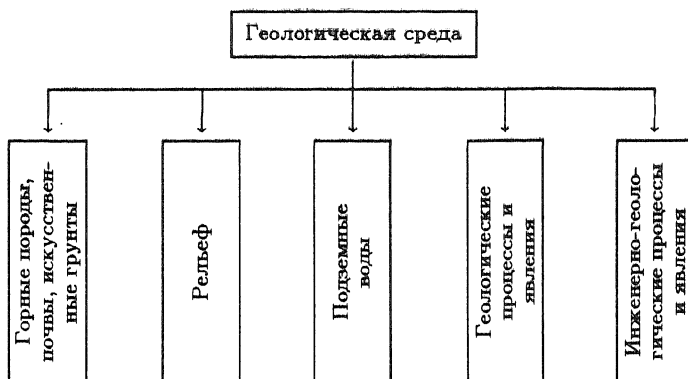 Геологическая среда
Горные породы,
почвы, искусствен-
ные грунты
Рельеф
Подземные
воды
Геологические
процессы и
явления
Инженерно-геоло-
гические процессы
и явления